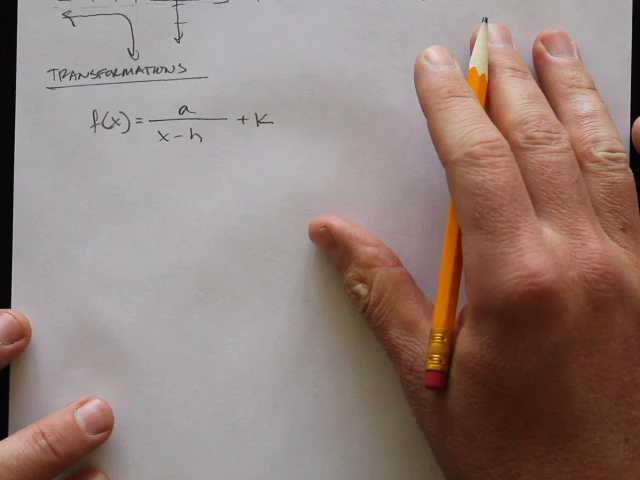 TRANSFORMATIONS
f(x) = a / (x - h) + k